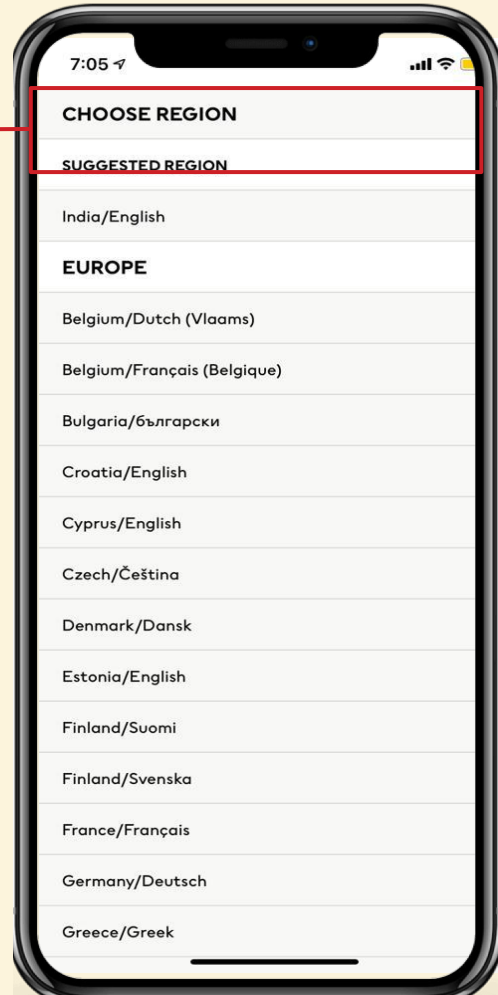 7:05
CHOOSE REGION
SUGGESTED REGION
India/English
EUROPE
Belgium/Dutch (Vlaams)
Belgium/Français (Belgique)
Bulgaria/български
Croatia/English
Cyprus/English
Czech/Čeština
Denmark/Dansk
Estonia/English
Finland/Suomi
Finland/Svenska
France/Français
Germany/Deutsch
Greece/Greek